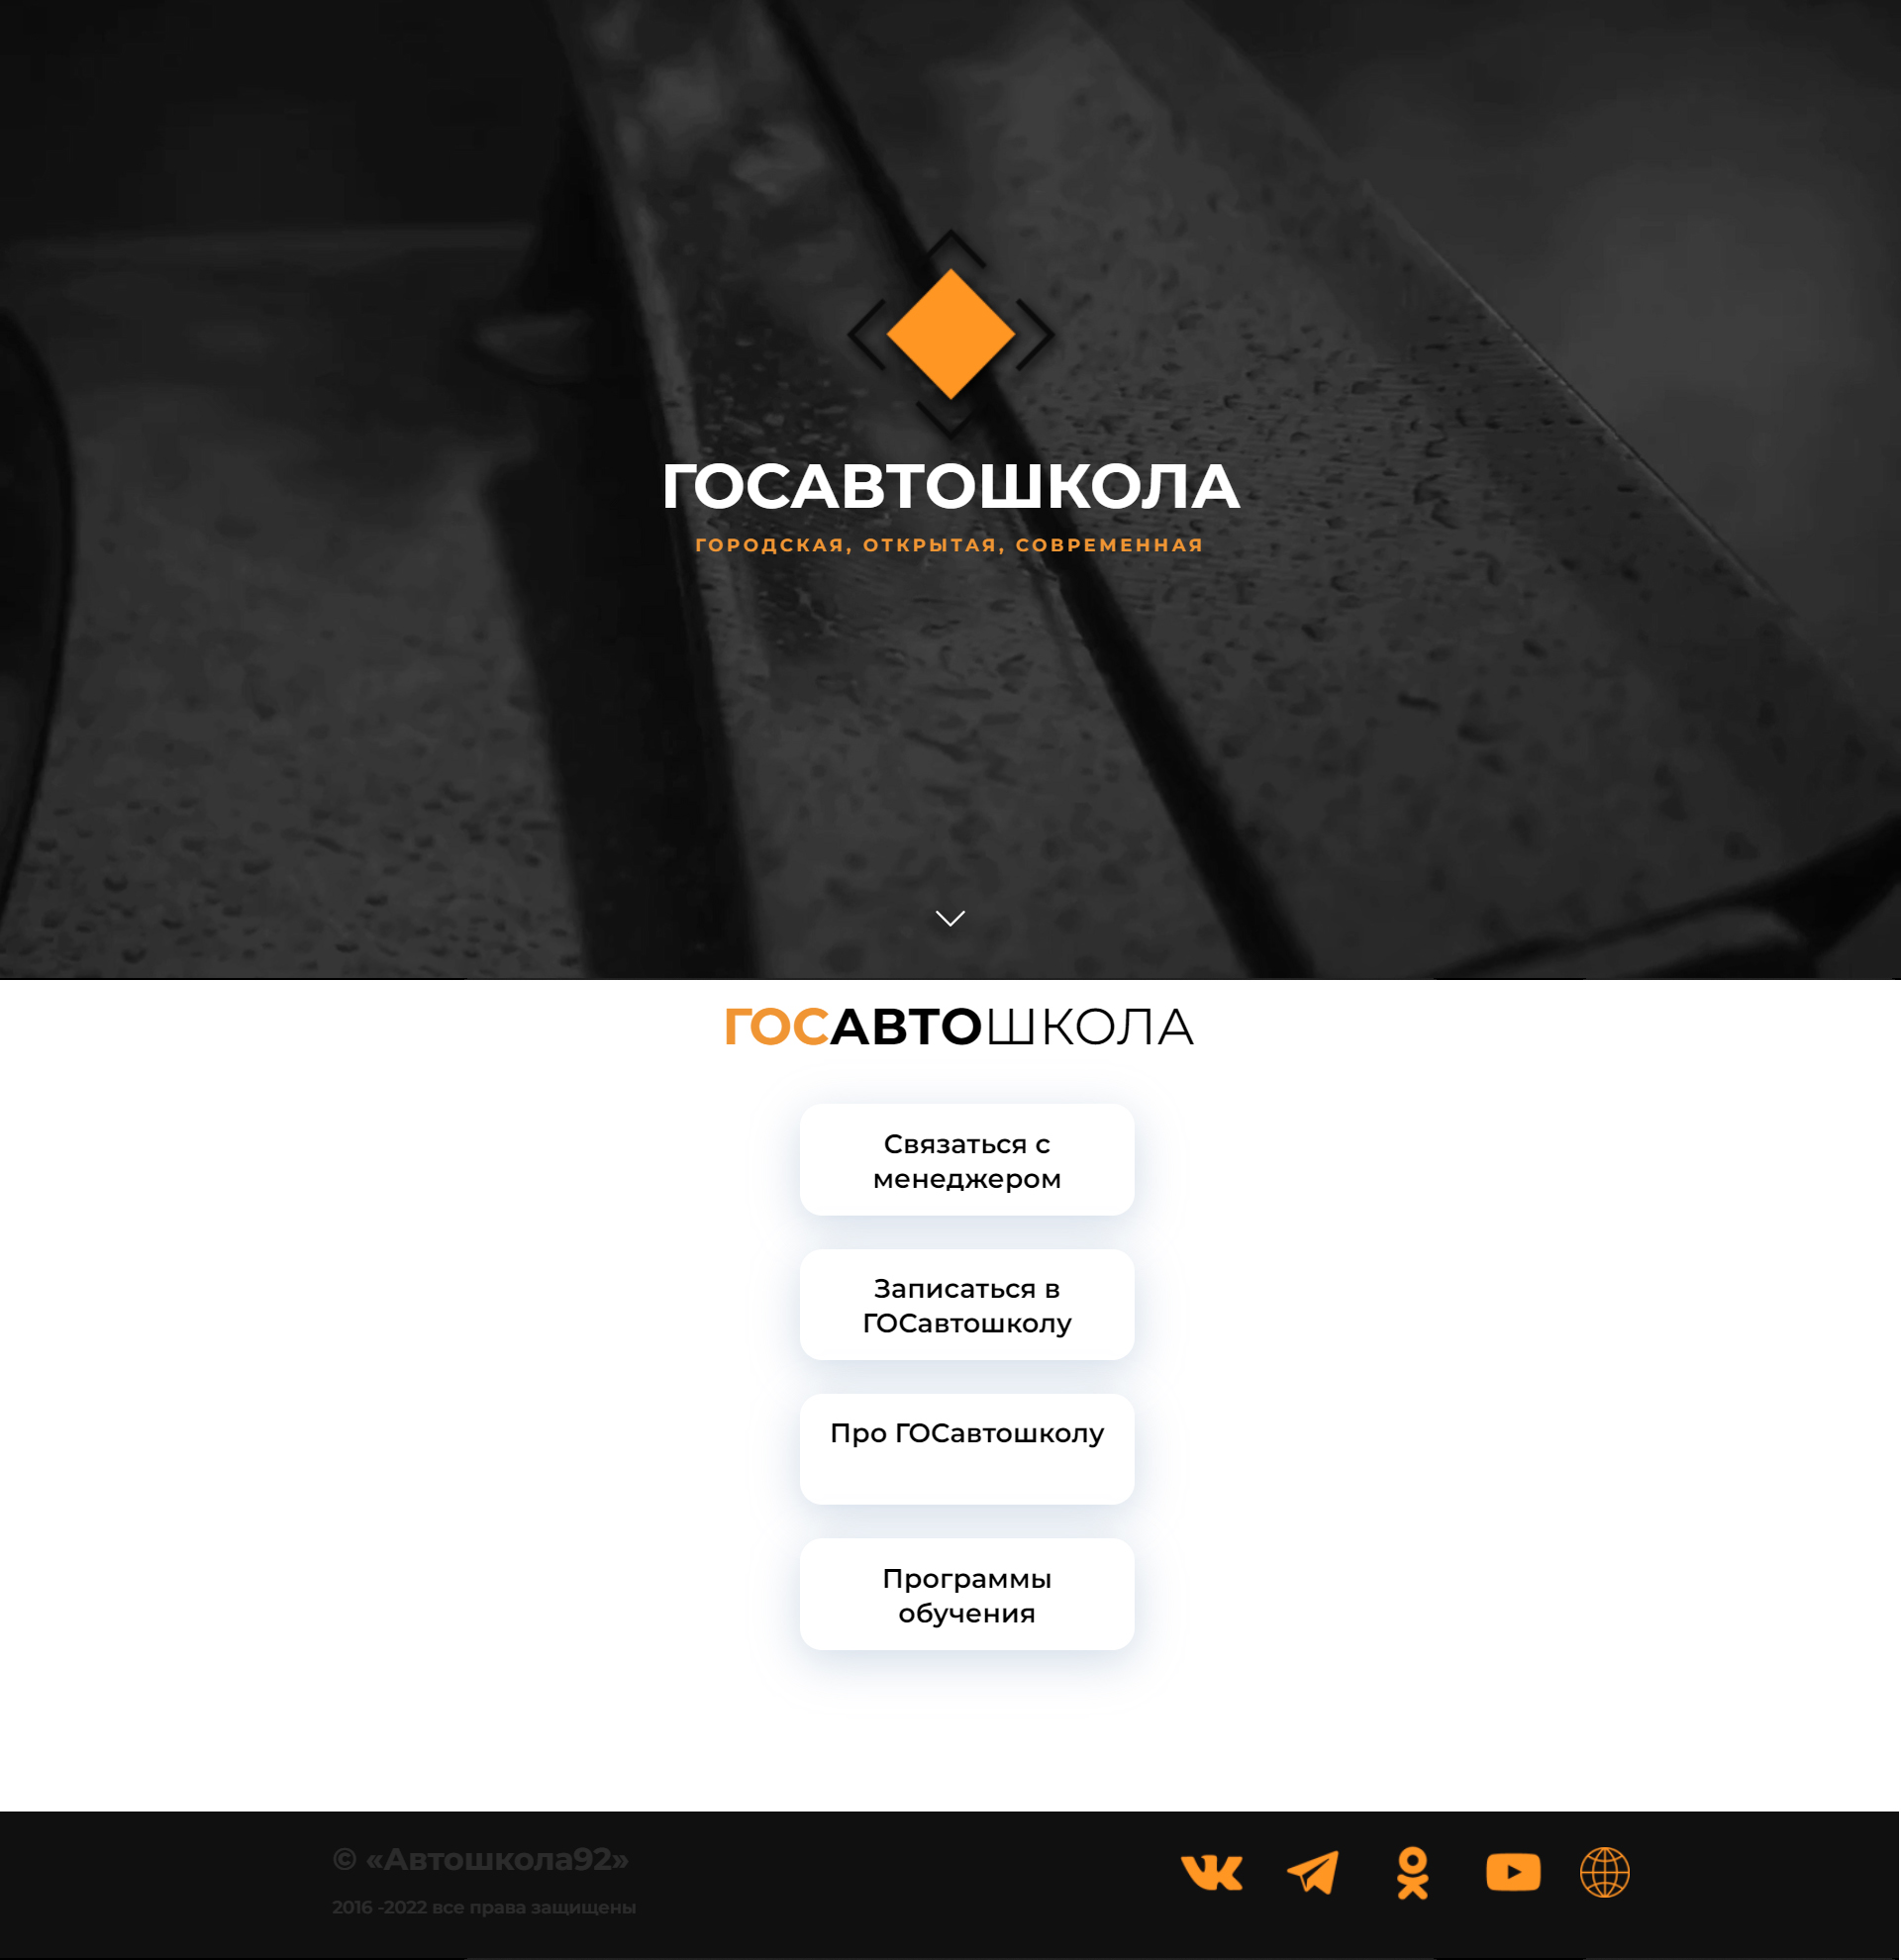 ГОСАВТОШКОЛА
ГОРОДСКАЯ, ОТКРЫТАЯ, СОВРЕМЕННАЯ
ГОСАВТОШКОЛА
Связаться с
менеджером
Записаться в
ГОСавтошколу
Про ГОСавтошколу
Программы
обучения
© «Автошкола92»
2016 -2022 все права защищены